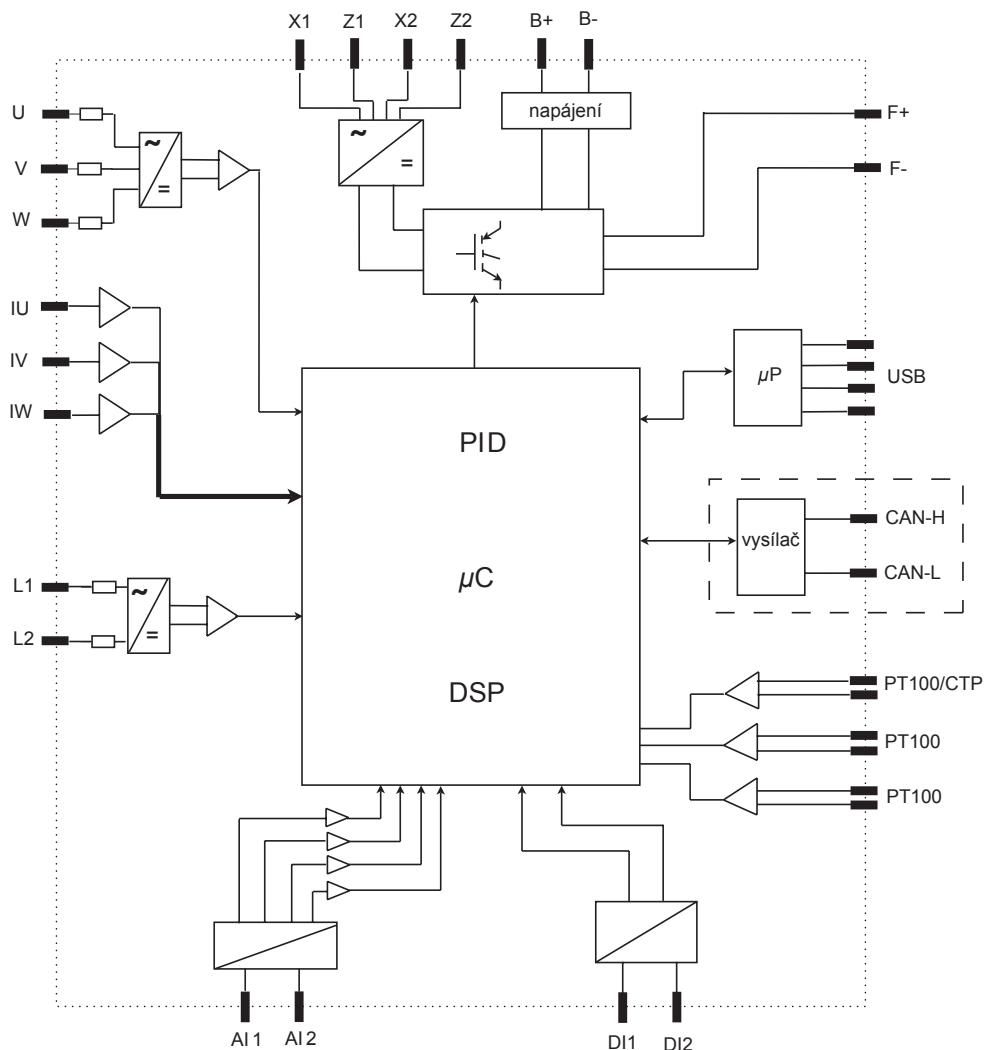 X1 Z1 X2 Z2 B+ B-
napájení
U
V
W
~
=
~
=
F+
F-
IU
IV
IW
µP
USB
PID
µC
DSP
vysílač
CAN-H
CAN-L
L1
L2
~
=
PT100/CTP
PT100
PT100
AI 1 AI 2
DI1 DI2